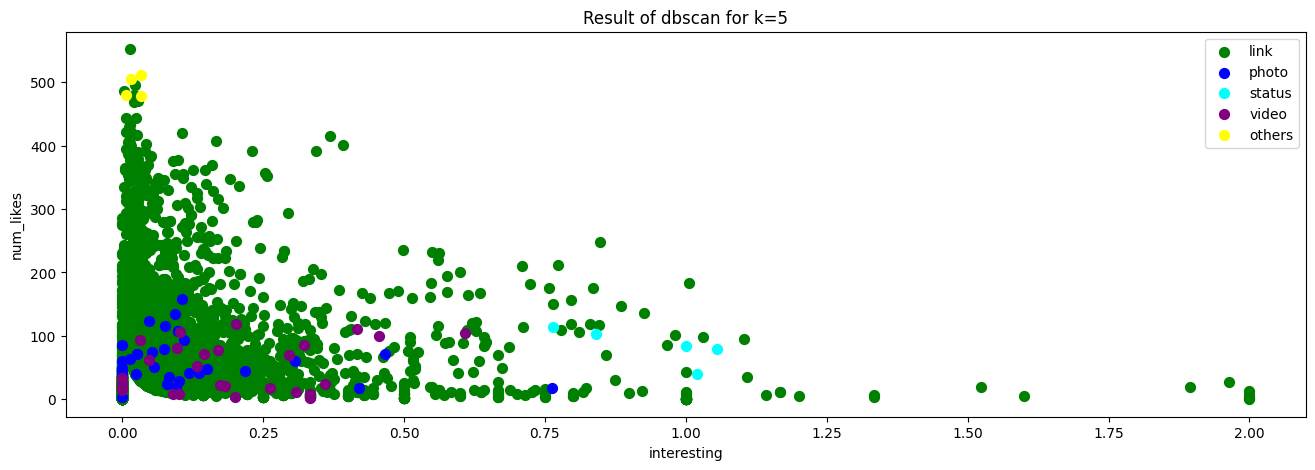 Result of dbscan for k=5
link
photo
status
video
others
num_likes
500
400
300
200
100
0
0.00 0.25 0.50 0.75 1.00 1.25 1.50 1.75 2.00
interesting